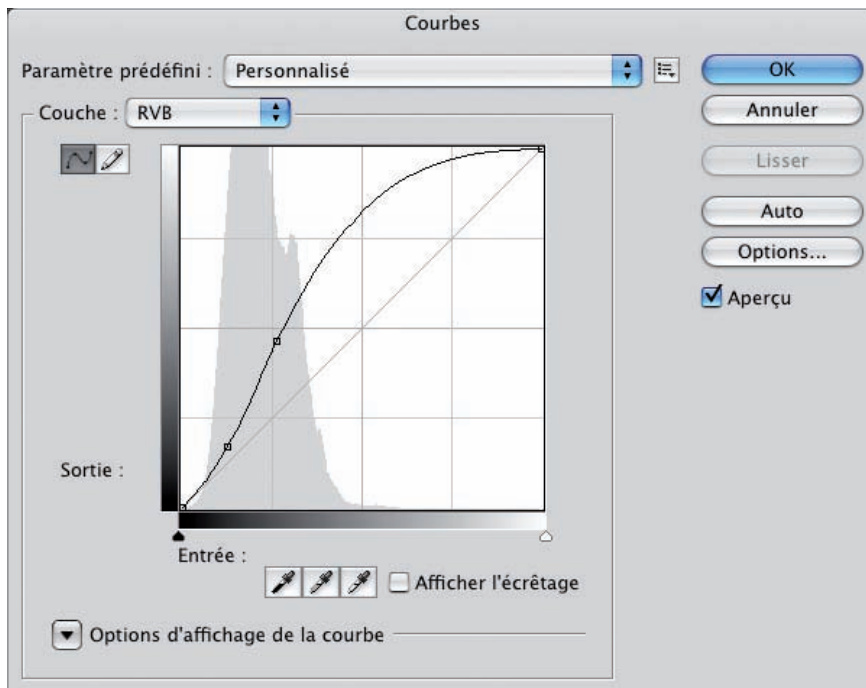 Courbes
Paramètre prédéfini : Personnalisé
OK
Couche : RVB
Annuler
Lisser
Auto
Options...
Aperçu
Sortie :
Entrée :
Afficher l'écrêtage
Options d'affichage de la courbe